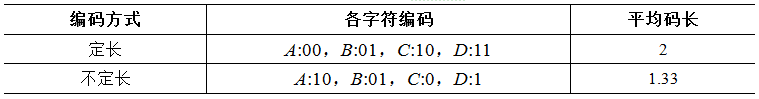 编码方式 各字符编码 平均码长
定长 A:00，B:01，C:10，D:11 2
不定长 A:10，B:01，C:0，D:1 1.33